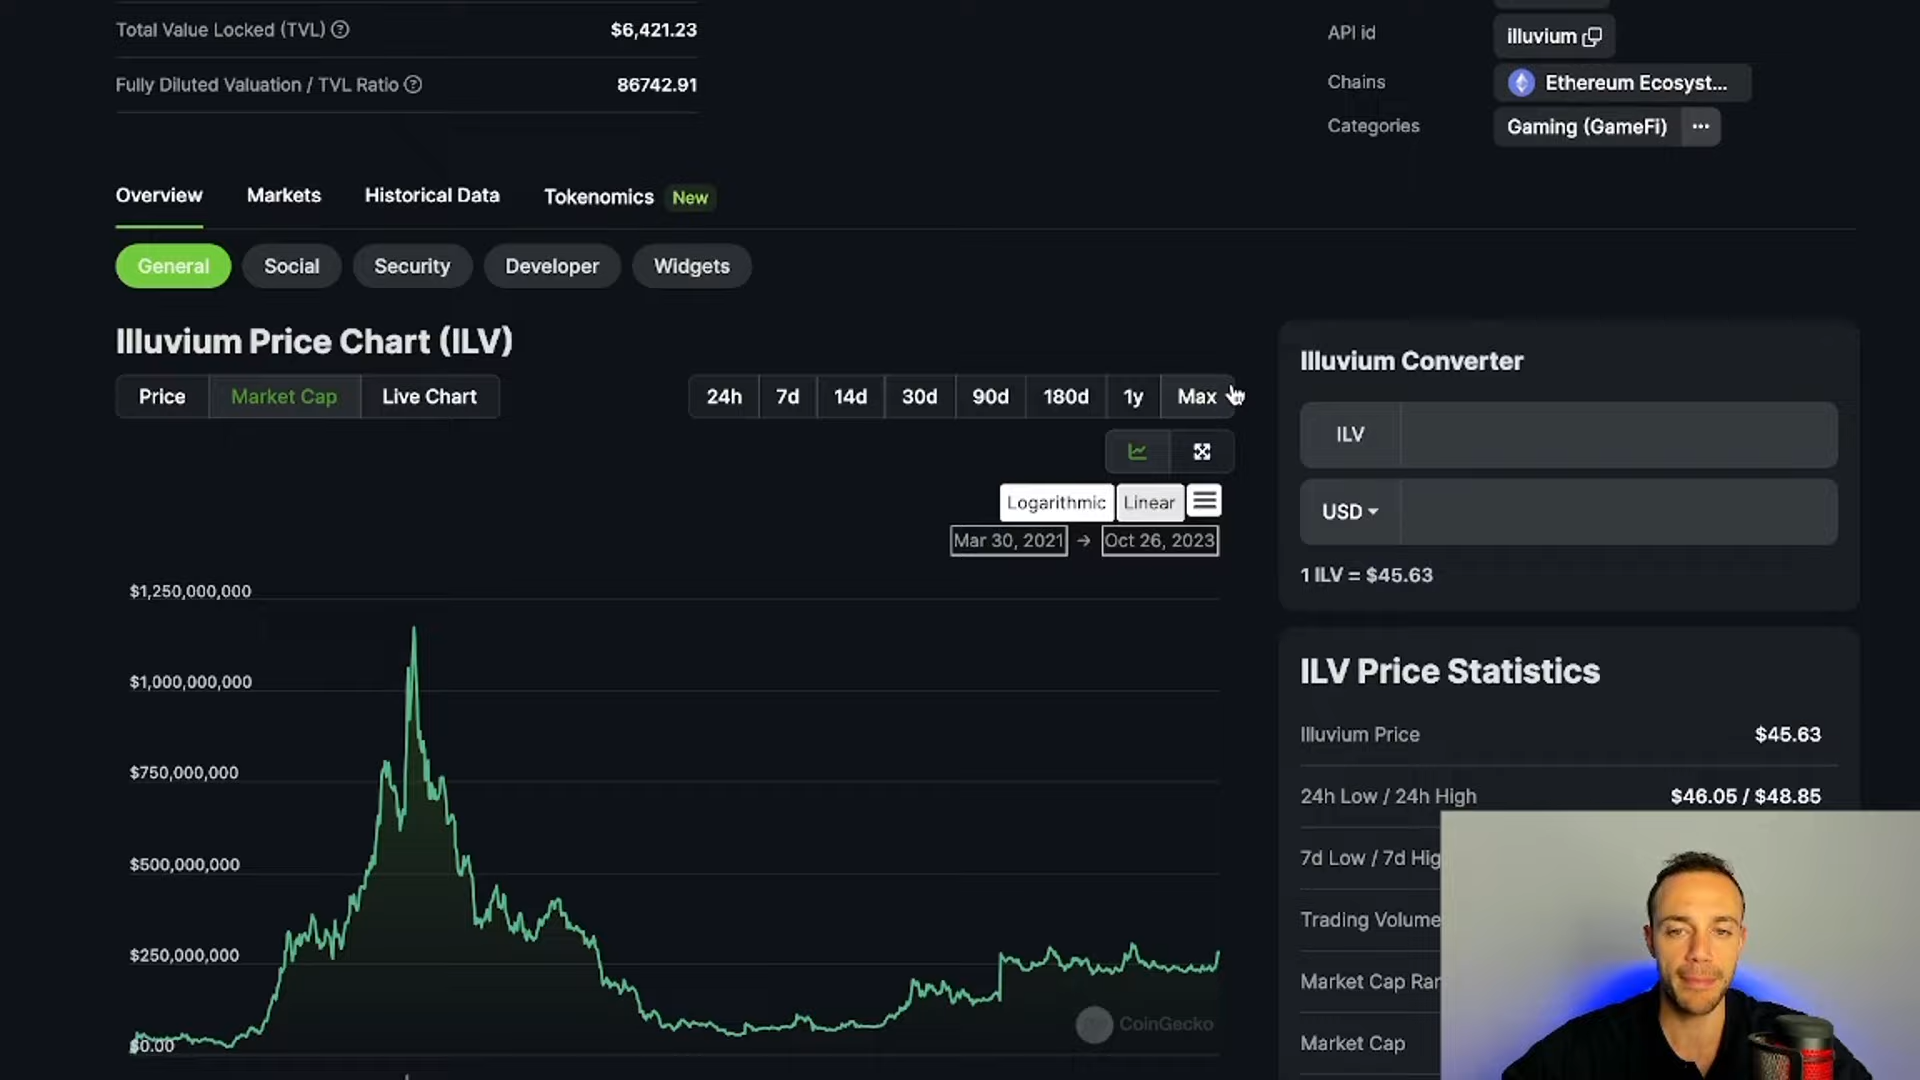 Total Value Locked (TVL) ?
$6,421.23
Fully Diluted Valuation / TVL Ratio ?
86742.91
API id
illuvium
Chains
Ethereum Ecosyst...
Categories
Gaming (GameFi) ...
Overview Markets Historical Data Tokenomics New
General Social Security Developer Widgets
Illuvium Price Chart (ILV)
Price Market Cap Live Chart
24h 7d 14d 30d 90d 180d 1y Max
Logarithmic Linear
Mar 30, 2021 → Oct 26, 2023
$1,250,000,000
$1,000,000,000
$750,000,000
$500,000,000
$250,000,000
$0.00
CoinGecko
Illuvium Converter
ILV
USD
1 ILV = $45.63
ILV Price Statistics
Illuvium Price
$45.63
24h Low / 24h High
$46.05 / $48.85
7d Low / 7d Hig
Trading Volume
Market Cap Ran
Market Cap